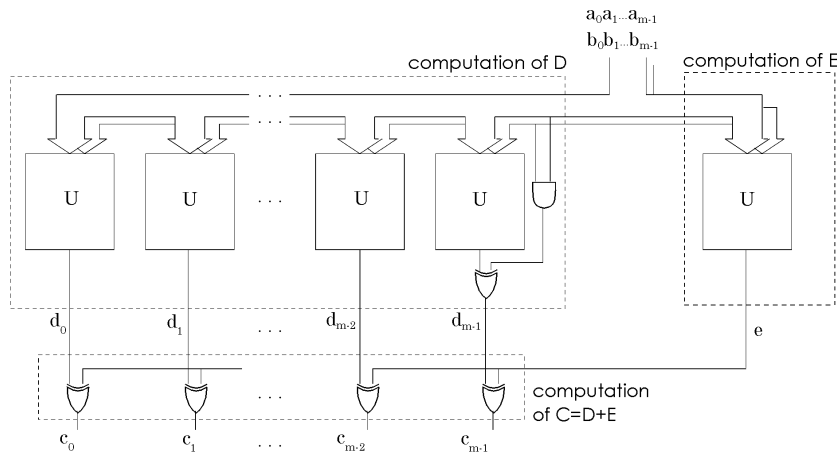 a₀a₁...aₘ₋₁
b₀b₁...bₘ₋₁
computation of D
computation of E
. . .
. . .
U U . . . U U U
d₀ d₁ . . . dₘ₋₂ dₘ₋₁ e
. . .
computation
of C=D+E
c₀ c₁ . . . cₘ₋₂ cₘ₋₁